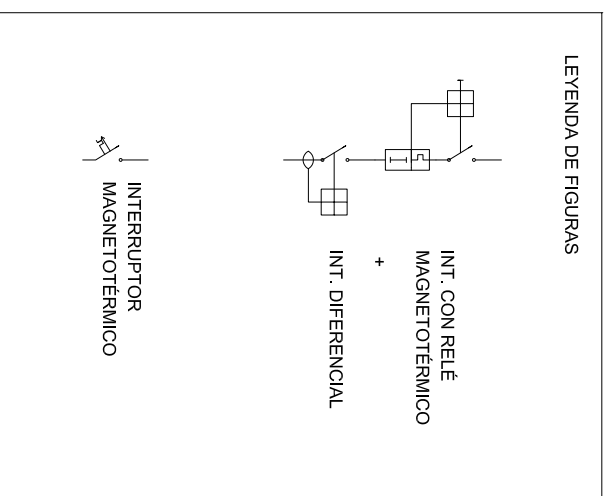 LEYENDA DE FIGURAS
INT. CON RELÉ
MAGNETOTÉRMICO
+
INT. DIFERENCIAL
INTERRUPTOR
MAGNETOTÉRMICO